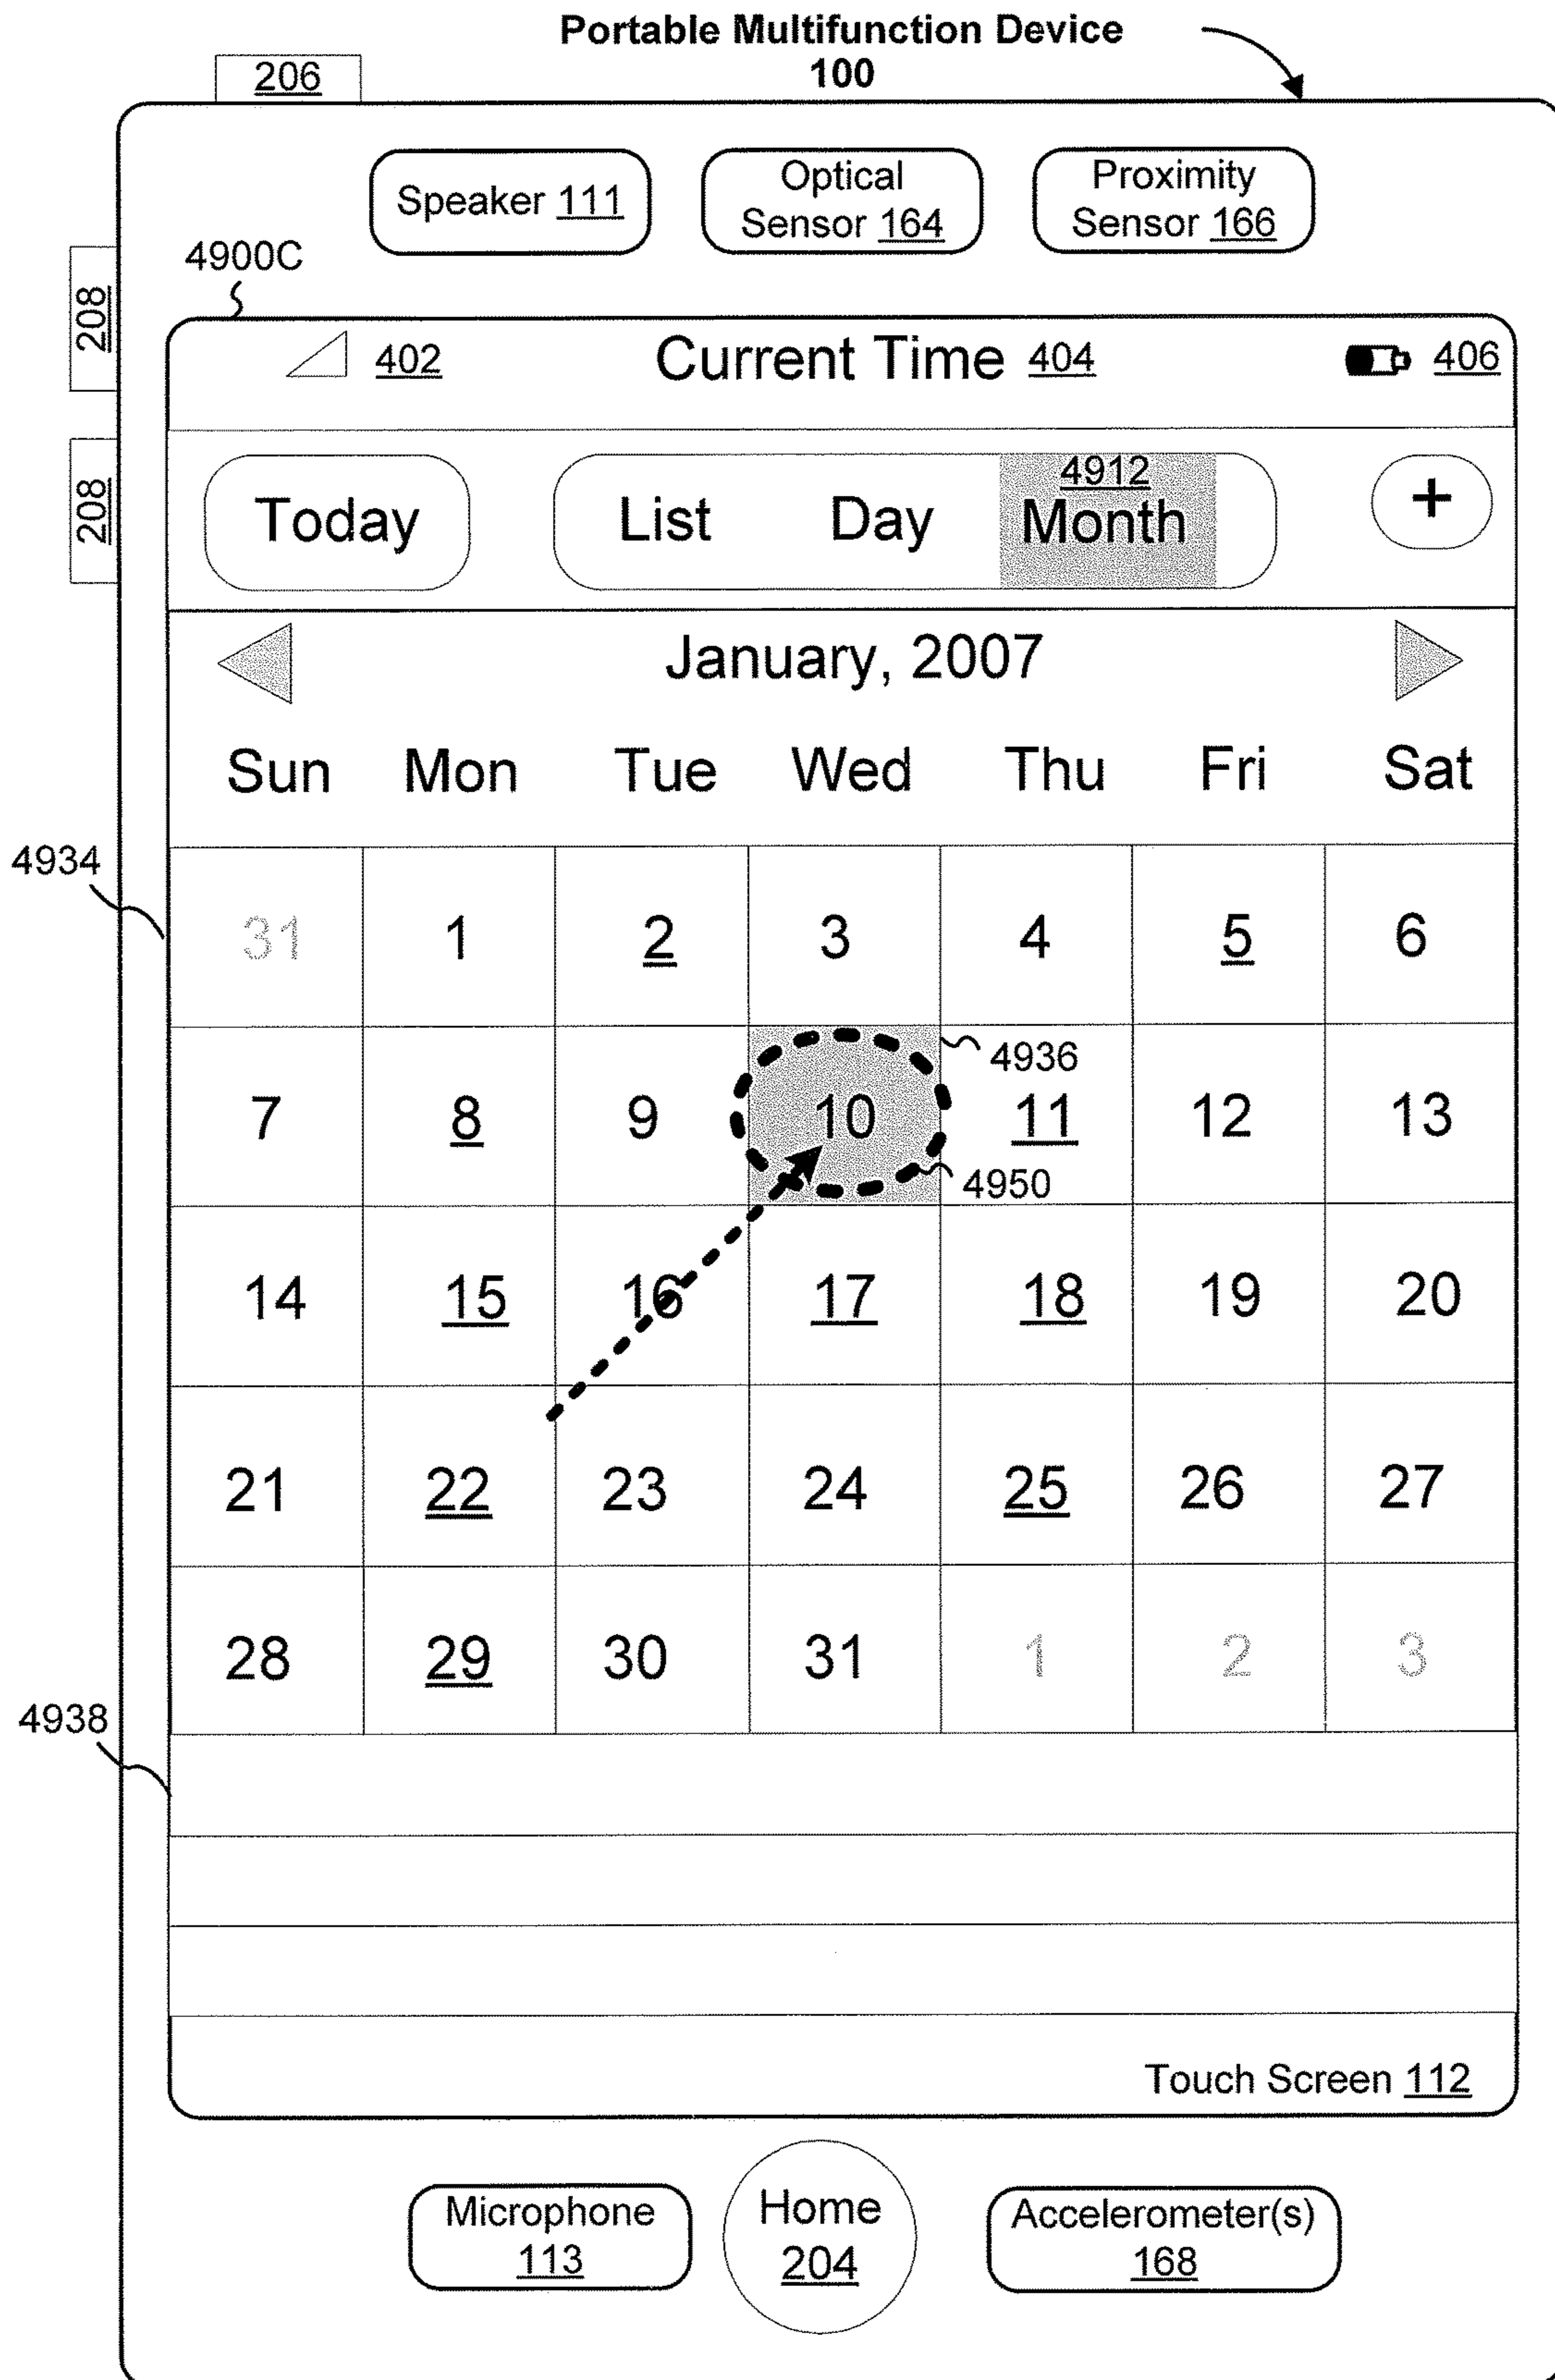 Portable Multifunction Device
100
206
Speaker 111
Optical
Sensor 164
Proximity
Sensor 166
4900C
208
208
402
Current Time 404
406
Today
List
Day
4912
Month
+
January, 2007
Sun Mon Tue Wed Thu Fri Sat
4934
31 1 2 3 4 5 6
4936
7 8 9 10 11 12 13
4950
14 15 16 17 18 19 20
21 22 23 24 25 26 27
28 29 30 31 1 2 3
4938
Touch Screen 112
Microphone
113
Home
204
Accelerometer(s)
168